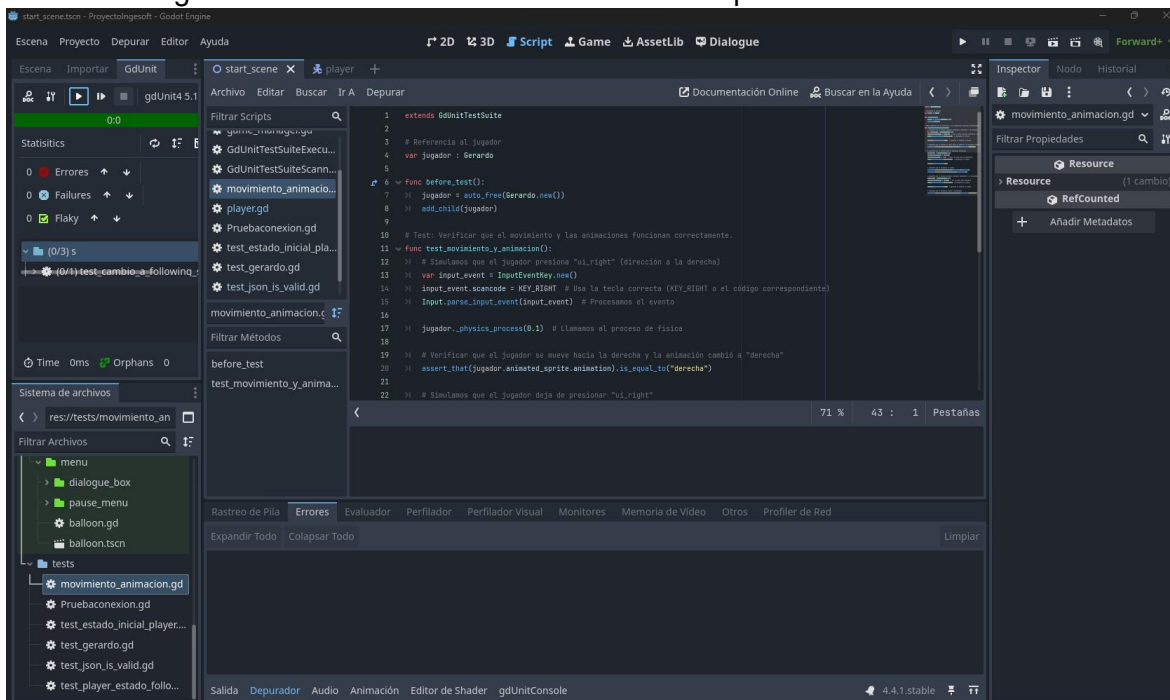 start_scene.tscn - ProyectoIngesoft - Godot Engine
Escena Proyecto Depurar Editor Ayuda
2D 3D Script Game AssetLib Dialogue
Forward+
Escena Importar GdUnit
start_scene player
Inspector Nodo Historial
gdUnit4 5.1
Archivo Editar Buscar Ir A Depurar
Documentación Online Buscar en la Ayuda
0:0
Filtrar Scripts
movimiento_animacion.gd
Statisitics
Filtrar Propiedades
0 Errores
0 Failures
0 Flaky
(0/3) s
(0/1) test_cambio_a_following_s
Time 0ms Orphans 0
game_manager.gd
GdUnitTestSuiteExecu...
GdUnitTestSuiteScann...
movimiento_animacio...
player.gd
Pruebaconexion.gd
test_estado_inicial_pla...
test_gerardo.gd
test_json_is_valid.gd
movimiento_animacion.g
Filtrar Métodos
before_test
test_movimiento_y_anima...
1 extends GdUnitTestSuite
2
3 # Referencia al jugador
4 var jugador : Gerardo
5
6 func before_test():
7 jugador = auto_free(Gerardo.new())
8 add_child(jugador)
9
10 # Test: Verificar que el movimiento y las animaciones funcionan correctamente.
11 func test_movimiento_y_animacion():
12 # Simulamos que el jugador presiona "ui_right" (dirección a la derecha)
13 var input_event = InputEventKey.new()
14 input_event.scancode = KEY_RIGHT # Usa la tecla correcta (KEY_RIGHT o el código correspondiente)
15 Input.parse_input_event(input_event) # Procesamos el evento
16
17 jugador._physics_process(0.1) # Llamamos al proceso de física
18
19 # Verificar que el jugador se mueve hacia la derecha y la animación cambió a "derecha"
20 assert_that(jugador.animated_sprite.animation).is_equal_to("derecha")
21
22 # Simulamos que el jugador deja de presionar "ui_right"
71 % 43 : 1 Pestañas
Resource
Resource (1 cambio)
RefCounted
Añadir Metadatos
Sistema de archivos
res://tests/movimiento_an
Filtrar Archivos
menu
dialogue_box
pause_menu
balloon.gd
balloon.tscn
tests
movimiento_animacion.gd
Pruebaconexion.gd
test_estado_inicial_player....
test_gerardo.gd
test_json_is_valid.gd
test_player_estado_follo...
Rastreo de Pila Errores Evaluador Perfilador Perfilador Visual Monitores Memoria de Vídeo Otros Profiler de Red
Expandir Todo Colapsar Todo
Limpiar
Salida Depurador Audio Animación Editor de Shader gdUnitConsole
4.4.1.stable